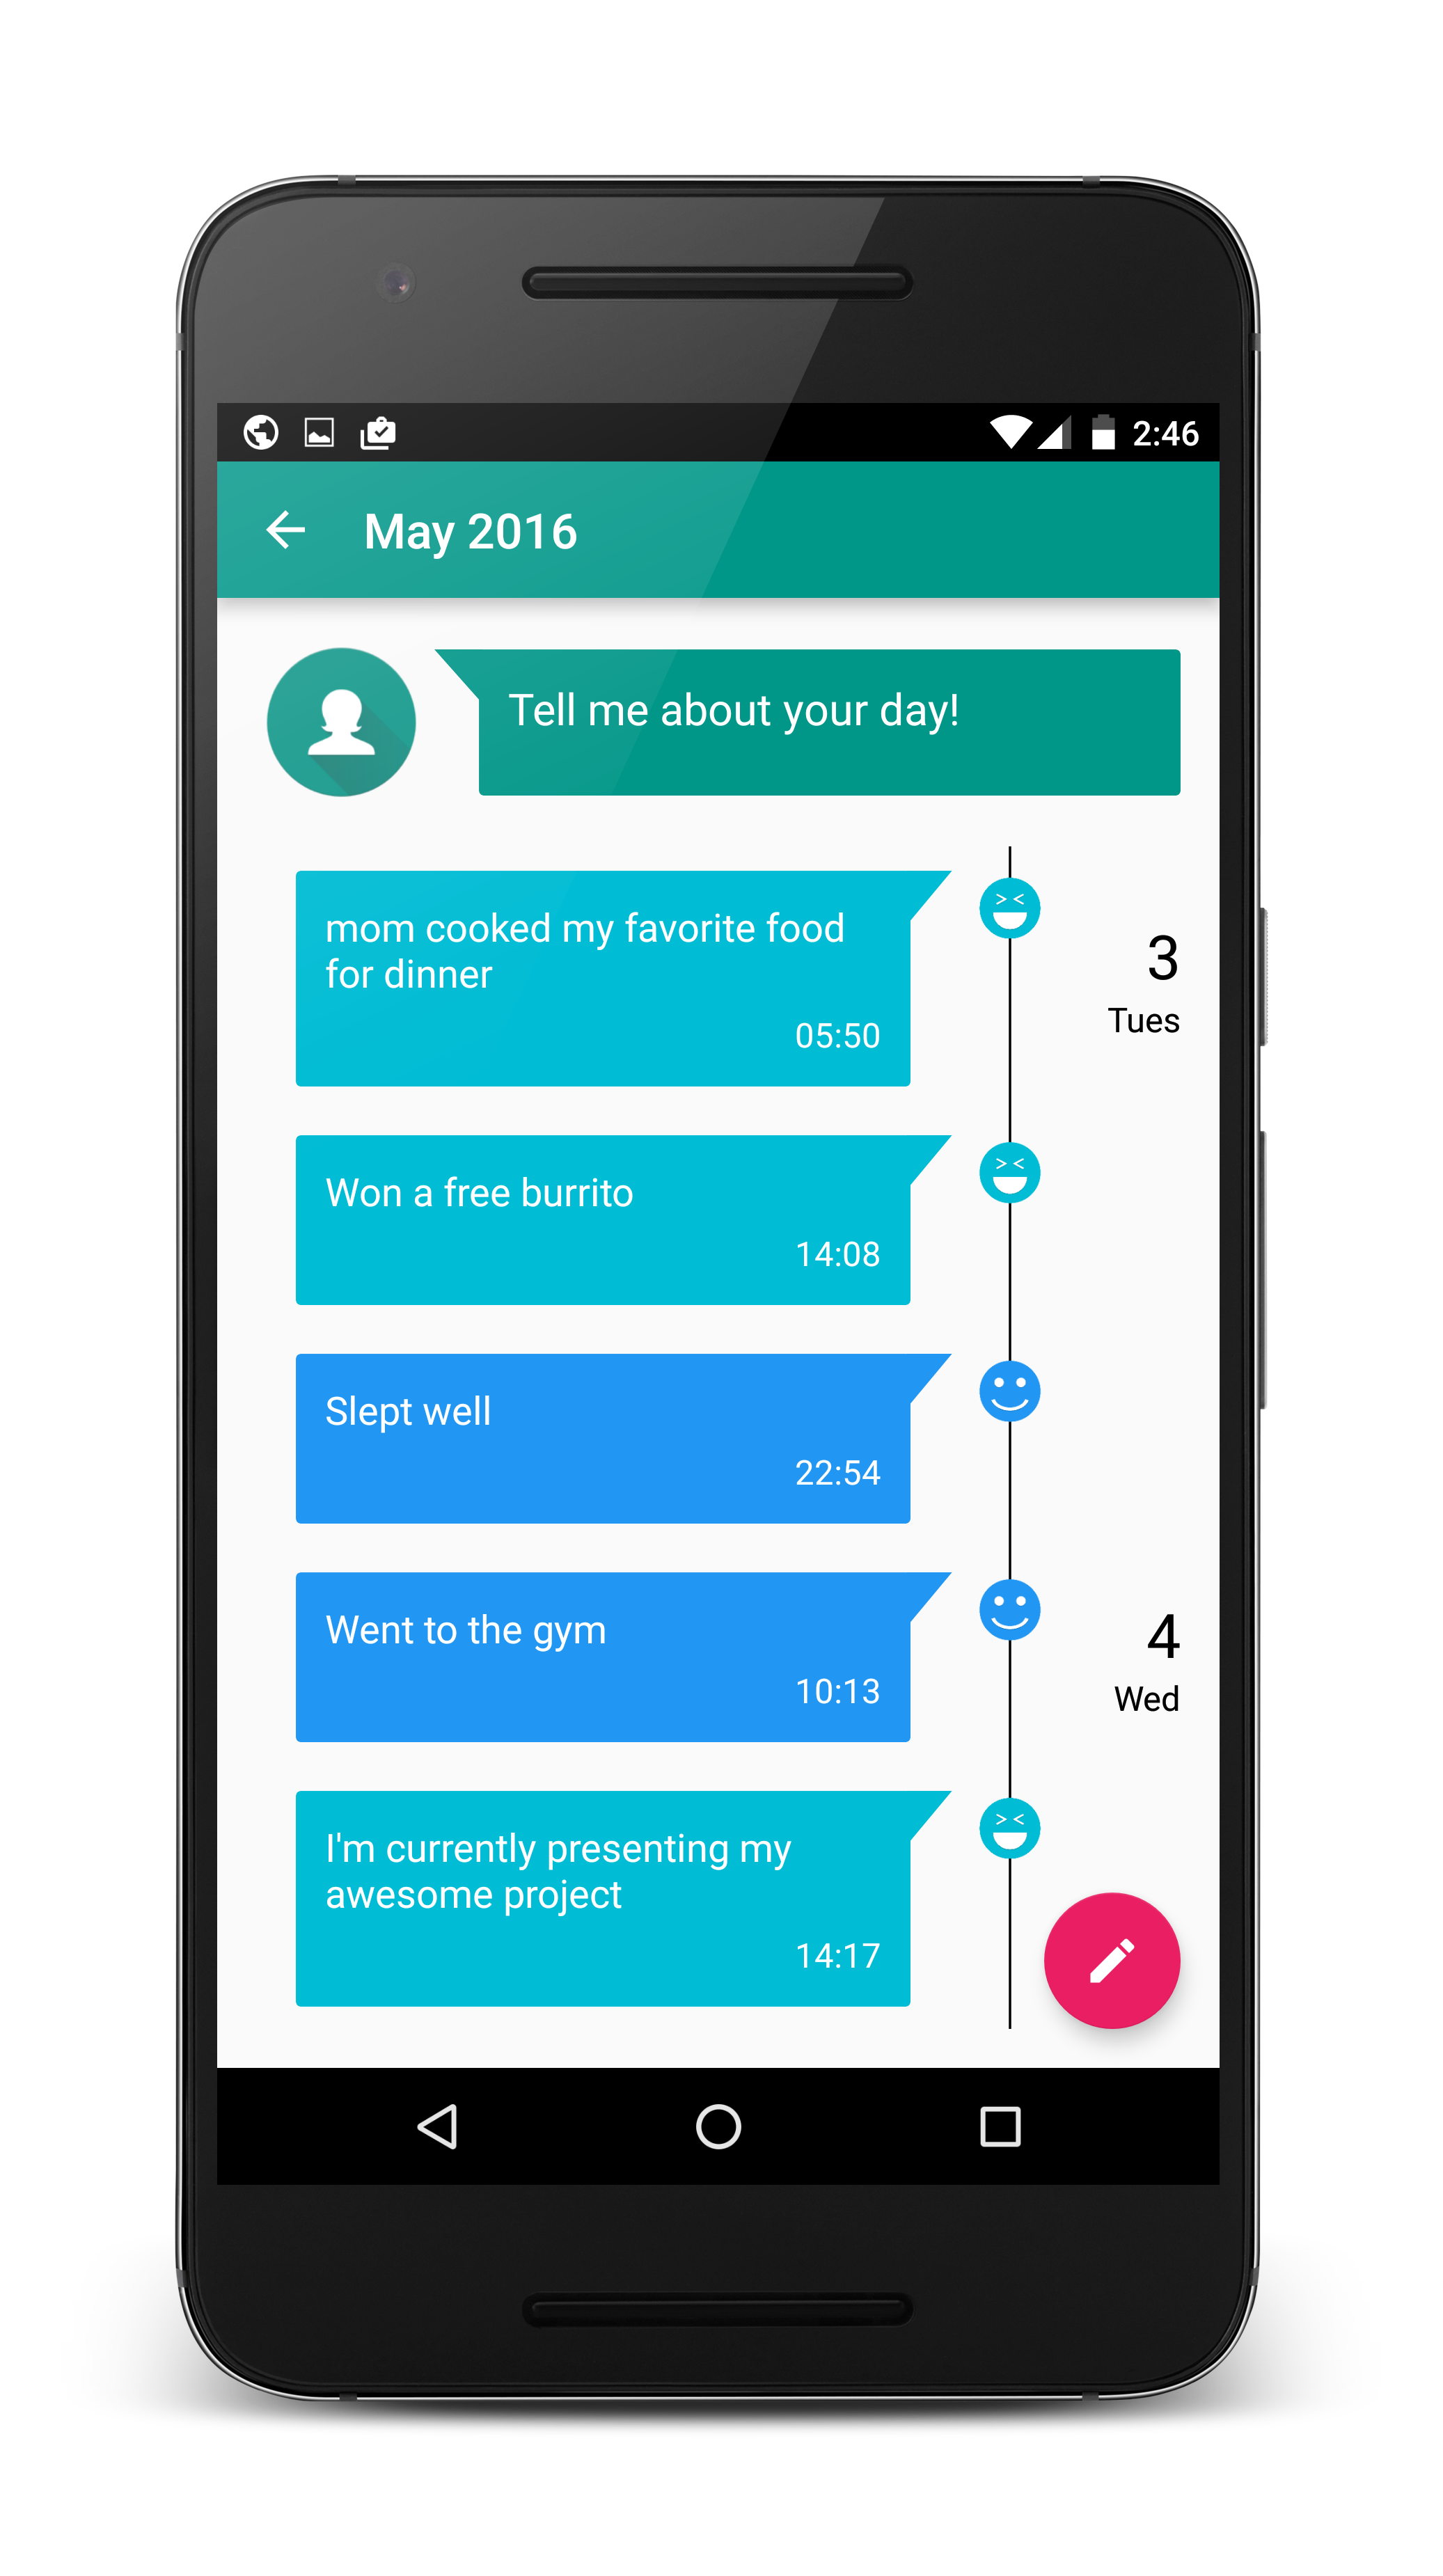 2:46
May 2016
Tell me about your day!
mom cooked my favorite food
for dinner
05:50
3
Tues
Won a free burrito
14:08
Slept well
22:54
Went to the gym
10:13
4
Wed
I'm currently presenting my
awesome project
14:17